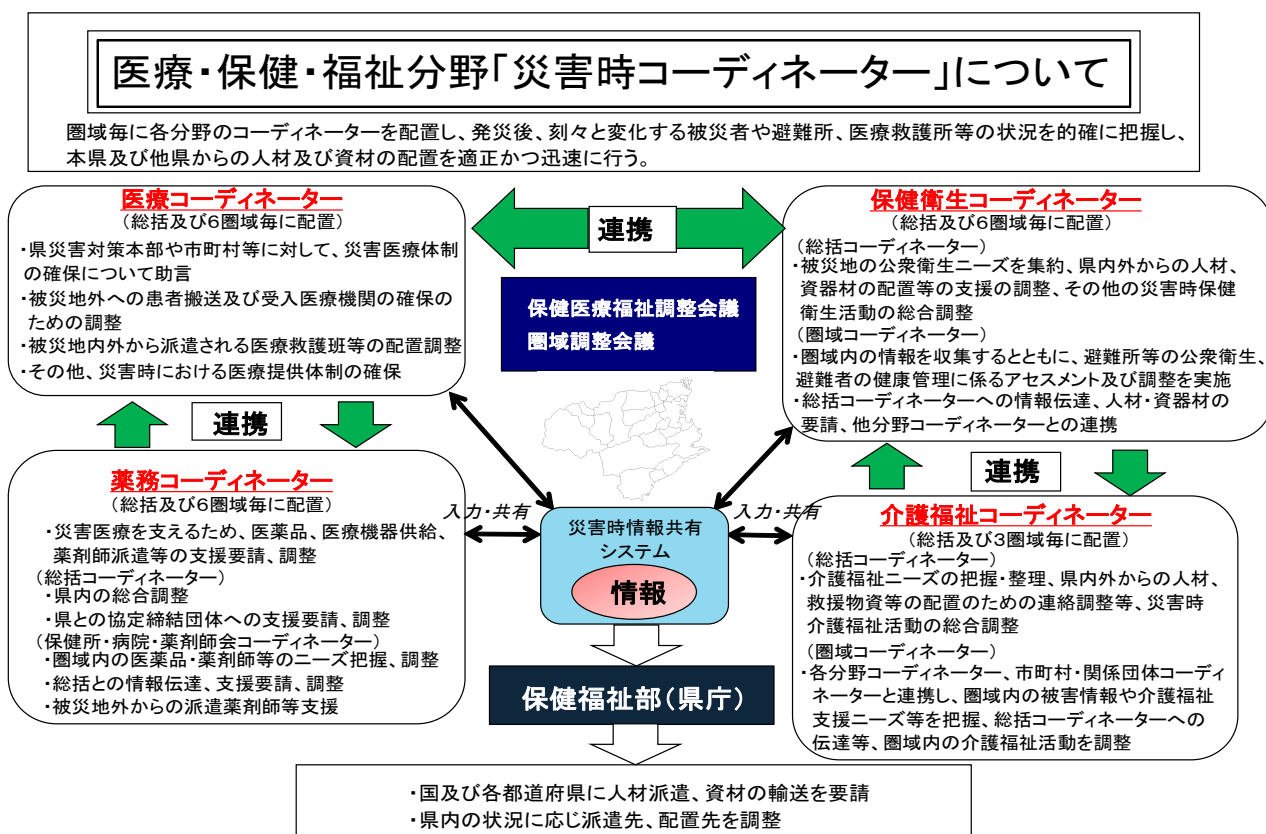 医療・保健・福祉分野「災害時コーディネーター」について
圏域毎に各分野のコーディネーターを配置し、発災後、刻々と変化する被災者や避難所、医療救護所等の状況を的確に把握し、
本県及び他県からの人材及び資材の配置を適正かつ迅速に行う。
医療コーディネーター
（総括及び６圏域毎に配置）
・県災害対策本部や市町村等に対して、災害医療体制
の確保について助言
・被災地外への患者搬送及び受入医療機関の確保の
ための調整
・被災地内外から派遣される医療救護班等の配置調整
・その他、災害時における医療提供体制の確保
連携
保健医療福祉調整会議
圏域調整会議
保健衛生コーディネーター
（総括及び６圏域毎に配置）
（総括コーディネーター）
・被災地の公衆衛生ニーズを集約、県内外からの人材、
資器材の配置等の支援の調整、その他の災害時保健
衛生活動の総合調整
（圏域コーディネーター）
・圏域内の情報を収集するとともに、避難所等の公衆衛生、
避難者の健康管理に係るアセスメント及び調整を実施
・総括コーディネーターへの情報伝達、人材・資器材の
要請、他分野コーディネーターとの連携
連携
連携
薬務コーディネーター
（総括及び６圏域毎に配置）
・災害医療を支えるため、医薬品、医療機器供給、
薬剤師派遣等の支援要請、調整
（総括コーディネーター）
・県内の総合調整
・県との協定締結団体への支援要請、調整
（保健所・病院・薬剤師会コーディネーター）
・圏域内の医薬品・薬剤師等のニーズ把握、調整
・総括との情報伝達、支援要請、調整
・被災地外からの派遣薬剤師等支援
入力・共有
災害時情報共有
システム
情報
入力・共有
介護福祉コーディネーター
（総括及び３圏域毎に配置）
（総括コーディネーター）
・介護福祉ニーズの把握・整理、県内外からの人材、
救援物資等の配置のための連絡調整等、災害時
介護福祉活動の総合調整
（圏域コーディネーター）
・各分野コーディネーター、市町村・関係団体コーディ
ネーターと連携し、圏域内の被害情報や介護福祉
支援ニーズ等を把握、総括コーディネーターへの
伝達等、圏域内の介護福祉活動を調整
保健福祉部（県庁）
・国及び各都道府県に人材派遣、資材の輸送を要請
・県内の状況に応じ派遣先、配置先を調整